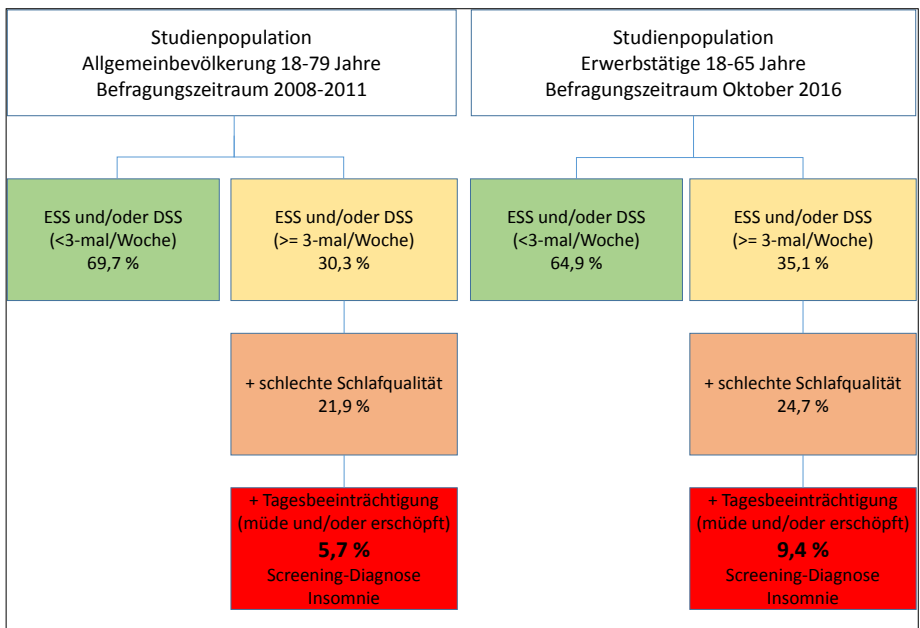 Studienpopulation
Allgemeinbevölkerung 18-79 Jahre
Befragungszeitraum 2008-2011
Studienpopulation
Erwerbstätige 18-65 Jahre
Befragungszeitraum Oktober 2016
ESS und/oder DSS
(<3-mal/Woche)
69,7 %
ESS und/oder DSS
(>= 3-mal/Woche)
30,3 %
ESS und/oder DSS
(<3-mal/Woche)
64,9 %
ESS und/oder DSS
(>= 3-mal/Woche)
35,1 %
+ schlechte Schlafqualität
21,9 %
+ schlechte Schlafqualität
24,7 %
+ Tagesbeeinträchtigung
(müde und/oder erschöpft)
5,7 %
Screening-Diagnose
Insomnie
+ Tagesbeeinträchtigung
(müde und/oder erschöpft)
9,4 %
Screening-Diagnose
Insomnie